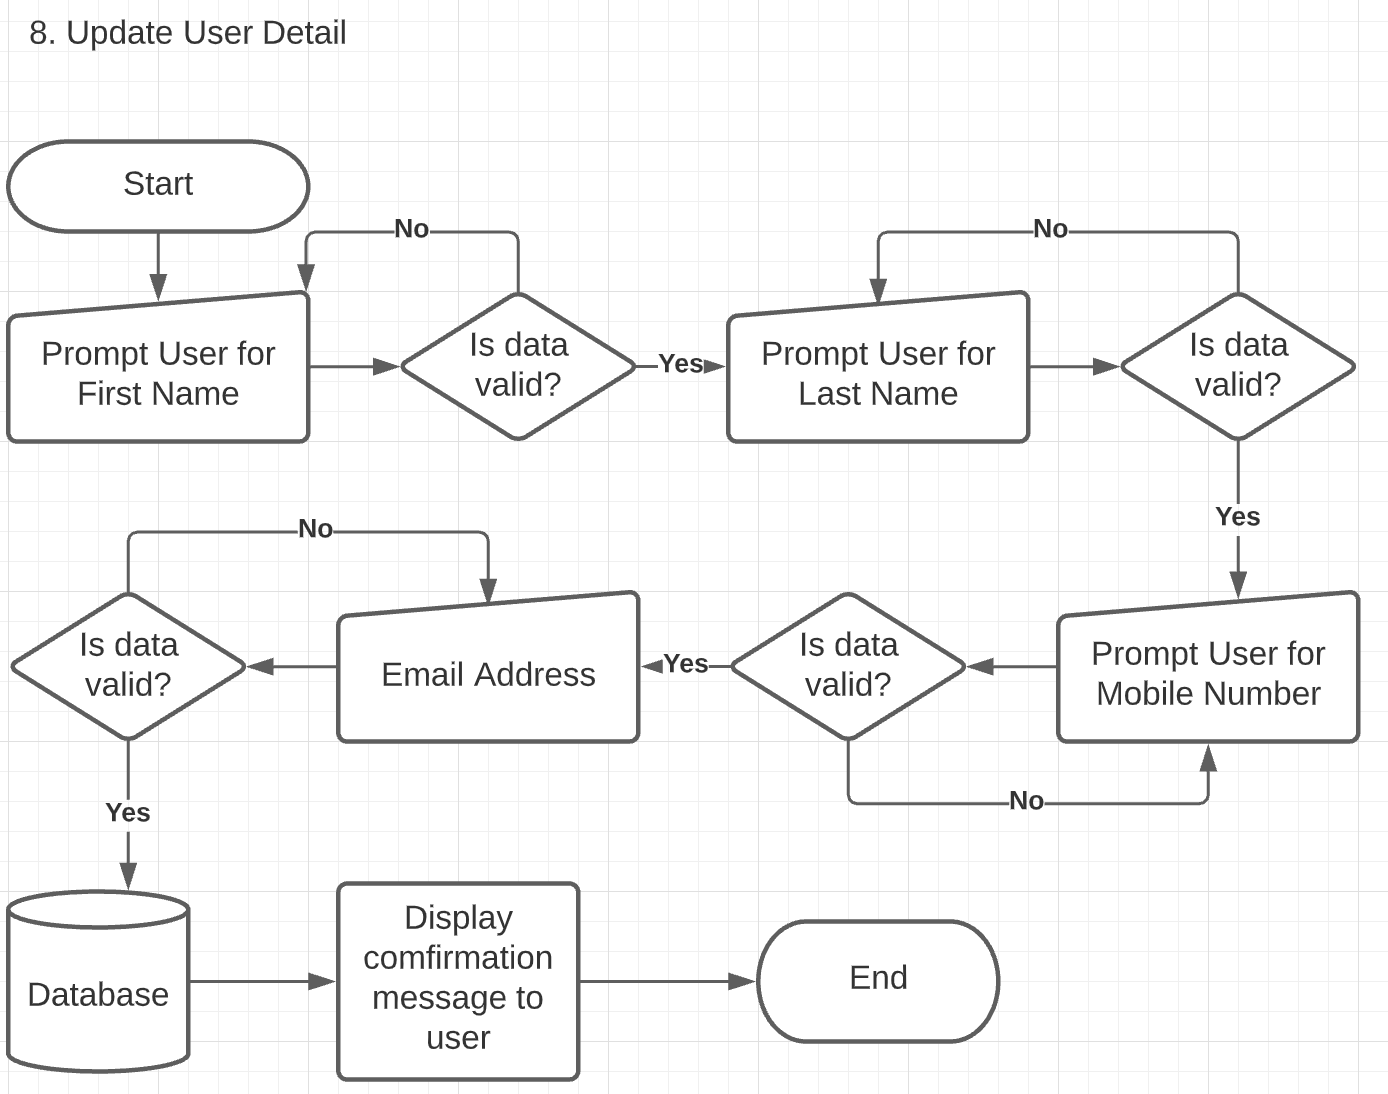 8. Update User Detail
Start
No
No
Prompt User for
First Name
Is data
valid?
Yes
Prompt User for
Last Name
Is data
valid?
Yes
No
Is data
valid?
Email Address
Yes
Is data
valid?
Prompt User for
Mobile Number
No
Yes
Database
Display
comfirmation
message to
user
End